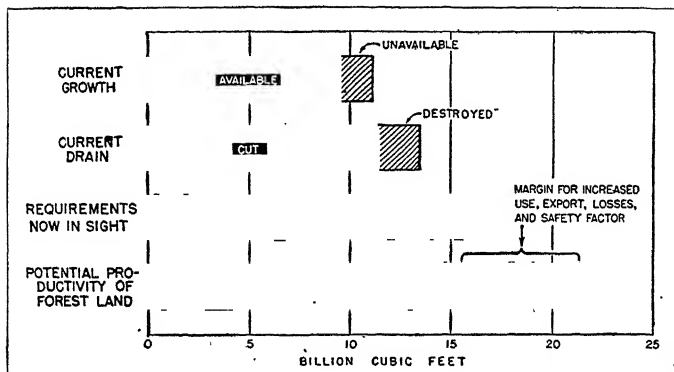 UNAVAILABLE
CURRENT GROWTH
AVAILABLE
DESTROYED
CURRENT DRAIN
CUT
REQUIREMENTS NOW IN SIGHT
MARGIN FOR INCREASED
USE, EXPORT, LOSSES,
AND SAFETY FACTOR
POTENTIAL PRO-
DUCTIVITY OF
FOREST LAND
0 5 10 15 20 25
BILLION CUBIC FEET